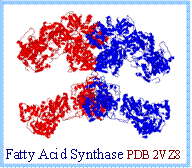 Fatty Acid Synthase PDB 2VZ8